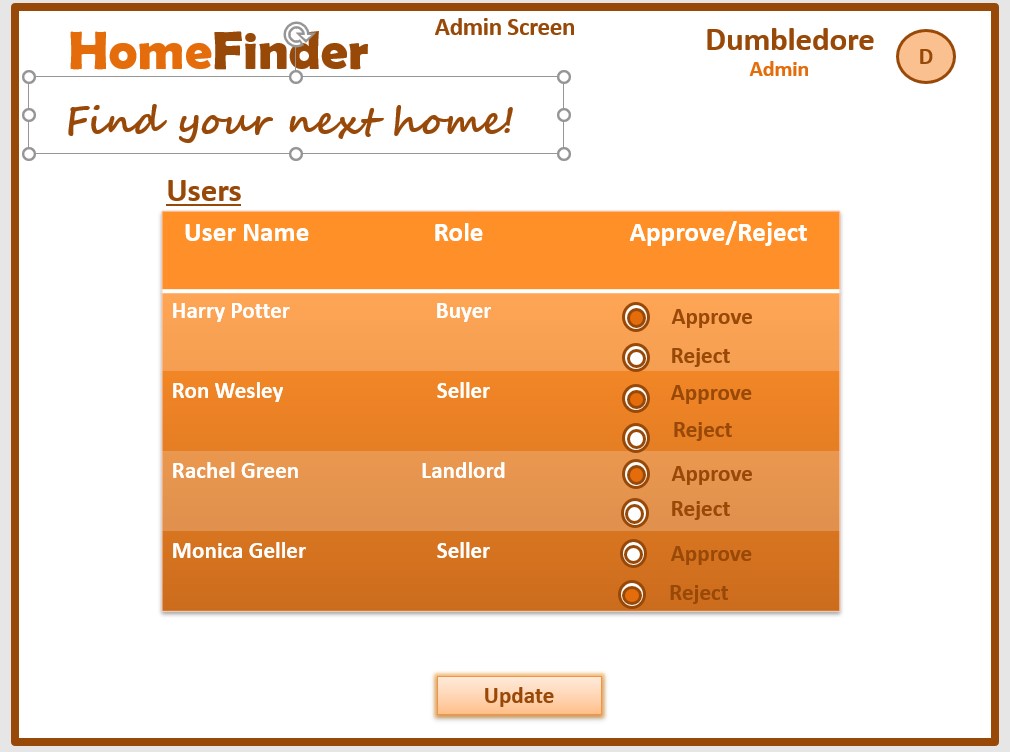 HomeFinder
Admin Screen
Dumbledore
Admin
D
Find your next home!
Users
User Name Role Approve/Reject
Harry Potter Buyer Approve
Reject
Ron Wesley Seller Approve
Reject
Rachel Green Landlord Approve
Reject
Monica Geller Seller Approve
Reject
Update